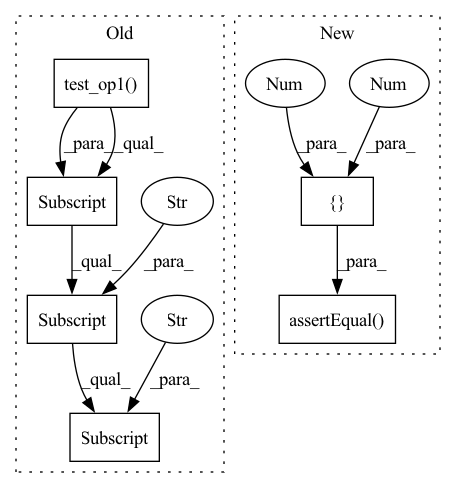 Old
New
test_op1()
Num
Num
_para_
_qual_
_para_
_para_
Subscript
Str
{}
_qual_
_para_
_para_
Subscript
Str
assertEqual()
_qual_
_para_
Subscript